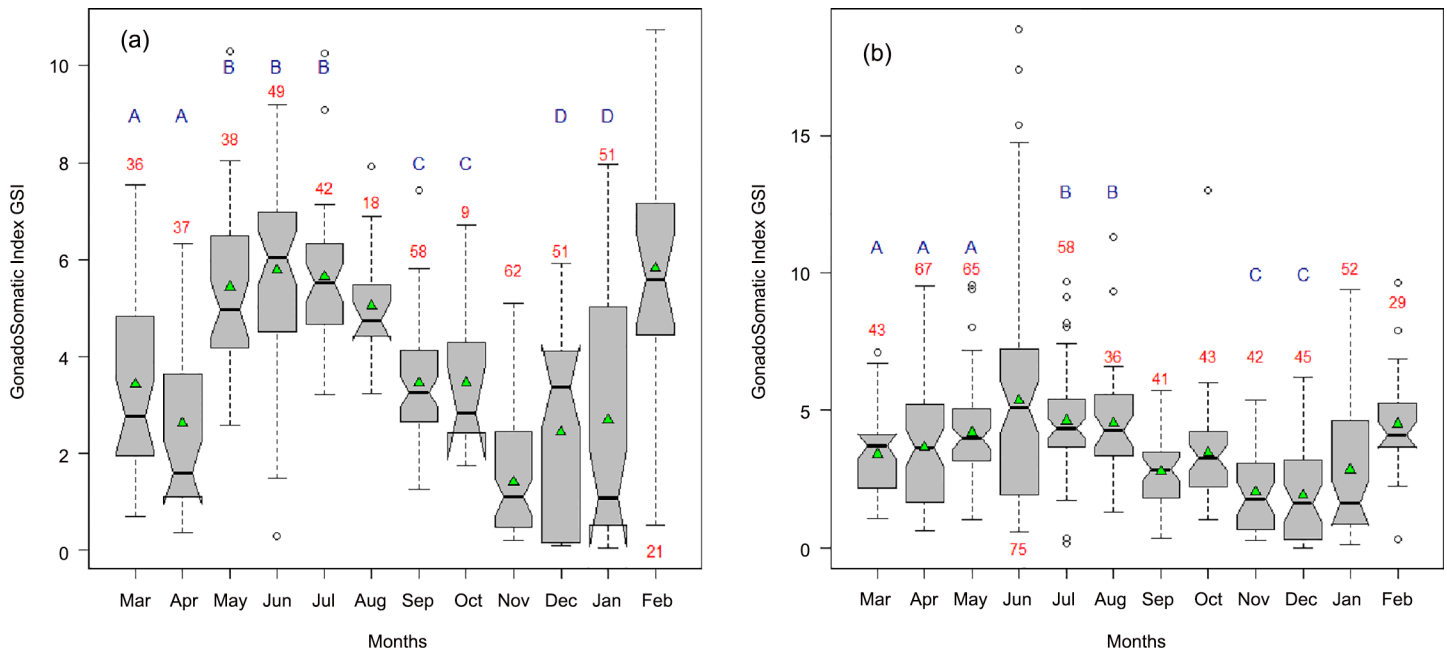 (a)
GonadoSomatic Index GSI
10
8
6
4
2
0
A A B B B C C D D
36 37 38 49 42 18 58 9 62 51 51 21
Mar Apr May Jun Jul Aug Sep Oct Nov Dec Jan Feb
Months
(b)
GonadoSomatic Index GSI
15
10
5
0
A A A B B C C
43 67 65 75 58 36 41 43 42 45 52 29
Mar Apr May Jun Jul Aug Sep Oct Nov Dec Jan Feb
Months